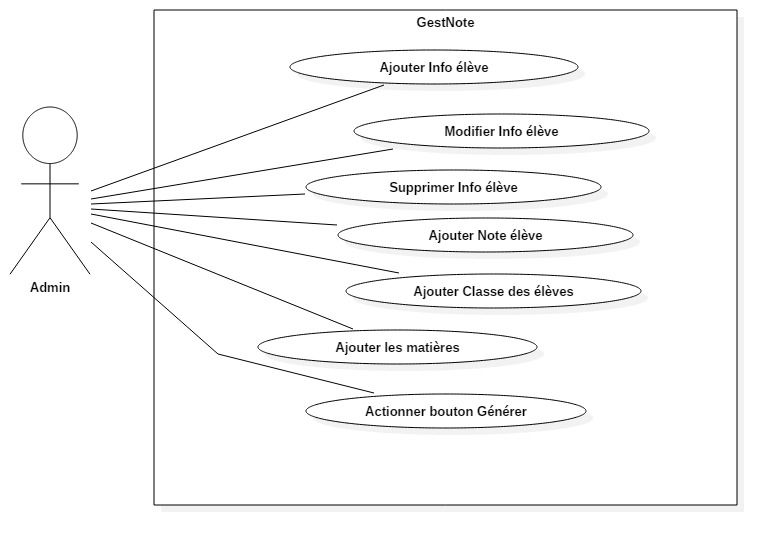 GestNote
Ajouter Info élève
Modifier Info élève
Supprimer Info élève
Ajouter Note élève
Ajouter Classe des élèves
Admin
Ajouter les matières
Actionner bouton Générer